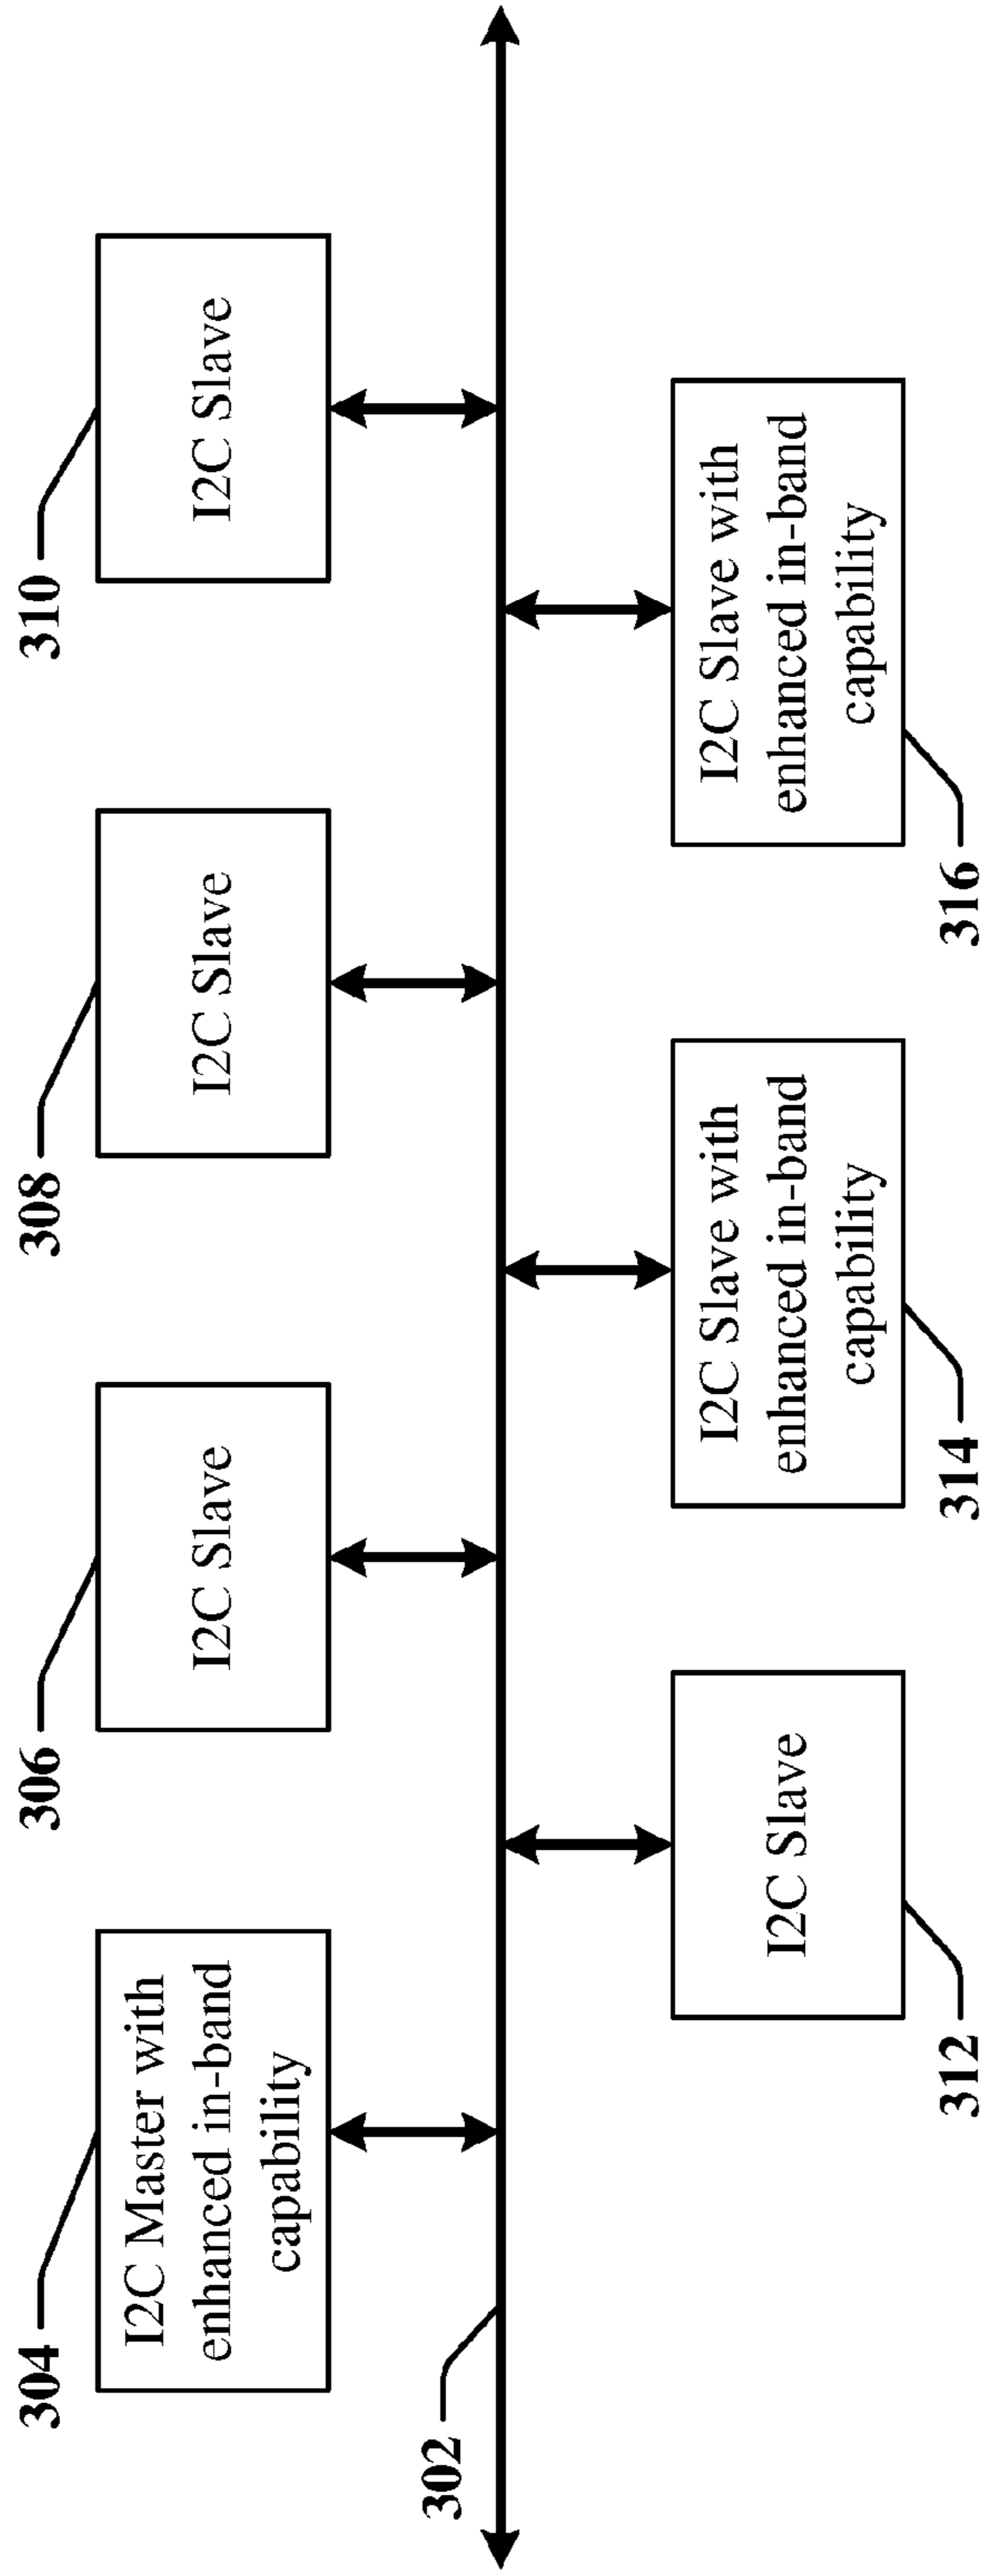 304
I2C Master with
enhanced in-band
capability
306
I2C Slave
308
I2C Slave
310
I2C Slave
302
312
I2C Slave
314
I2C Slave with
enhanced in-band
capability
316
I2C Slave with
enhanced in-band
capability